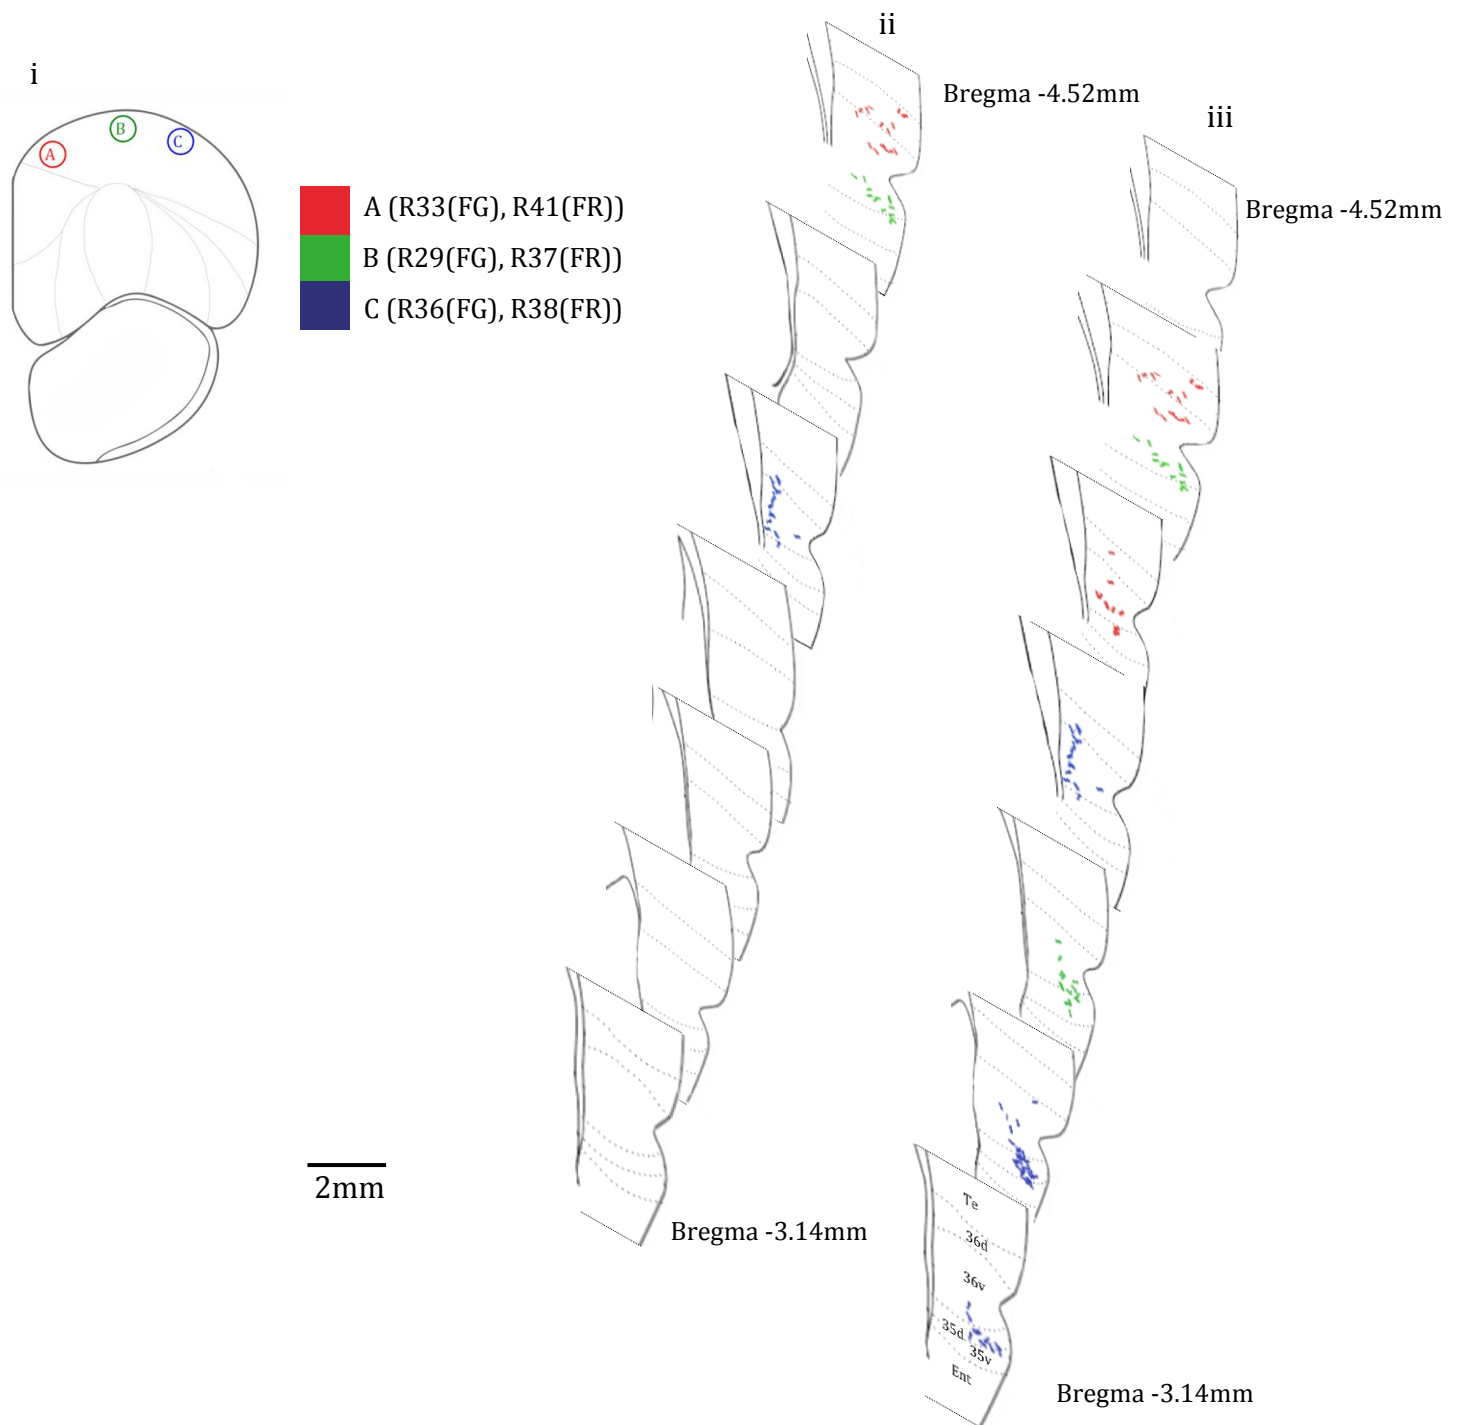 i
ii
iii
A
B
C
A (R33(FG), R41(FR))
B (R29(FG), R37(FR))
C (R36(FG), R38(FR))
Bregma -4.52mm
Bregma -4.52mm
2mm
Bregma -3.14mm
Te
36d
36v
35d
35v
Ent
Bregma -3.14mm